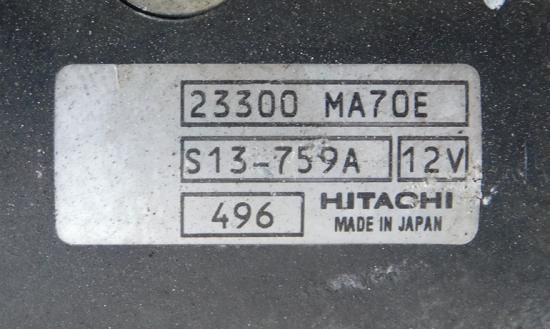 23300 MA70E
S13-759A 12V
496 HITACHI
MADE IN JAPAN